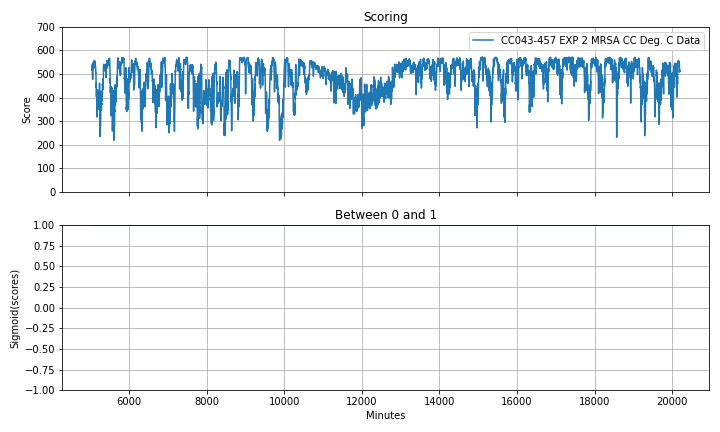 Scoring
700
600
500
400
300
200
100
0
Score
CC043-457 EXP 2 MRSA CC Deg. C Data
Between 0 and 1
1.00
0.75
0.50
0.25
0.00
−0.25
−0.50
−0.75
−1.00
Sigmoid(scores)
6000 8000 10000 12000 14000 16000 18000 20000
Minutes